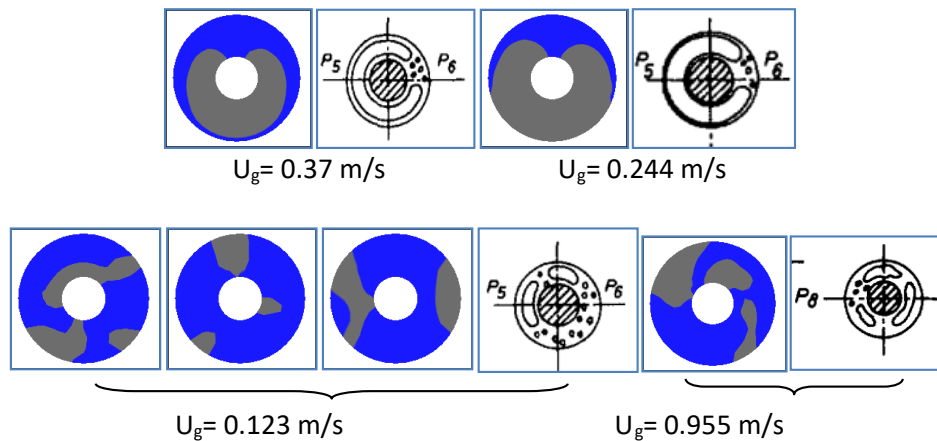 P5 P6 P5 P6
Ug= 0.37 m/s Ug= 0.244 m/s
P5 P6 P8
Ug= 0.123 m/s Ug= 0.955 m/s